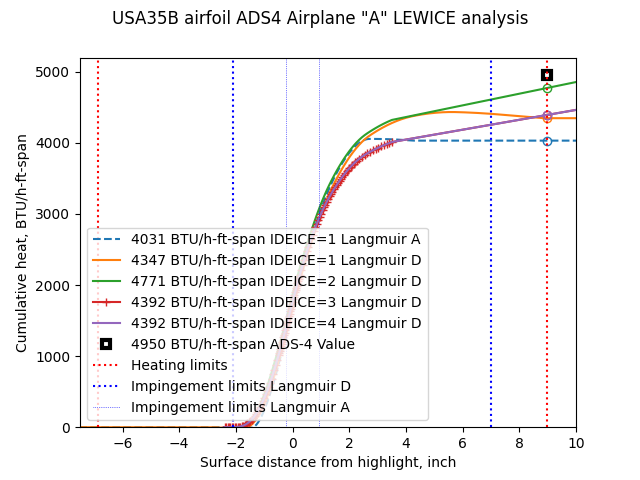 USA35B airfoil ADS4 Airplane "A" LEWICE analysis
Cumulative heat, BTU/h-ft-span
5000
4000
3000
2000
1000
0
4031 BTU/h-ft-span IDEICE=1 Langmuir A
4347 BTU/h-ft-span IDEICE=1 Langmuir D
4771 BTU/h-ft-span IDEICE=2 Langmuir D
4392 BTU/h-ft-span IDEICE=3 Langmuir D
4392 BTU/h-ft-span IDEICE=4 Langmuir D
4950 BTU/h-ft-span ADS-4 Value
Heating limits
Impingement limits Langmuir D
Impingement limits Langmuir A
−6 −4 −2 0 2 4 6 8 10
Surface distance from highlight, inch